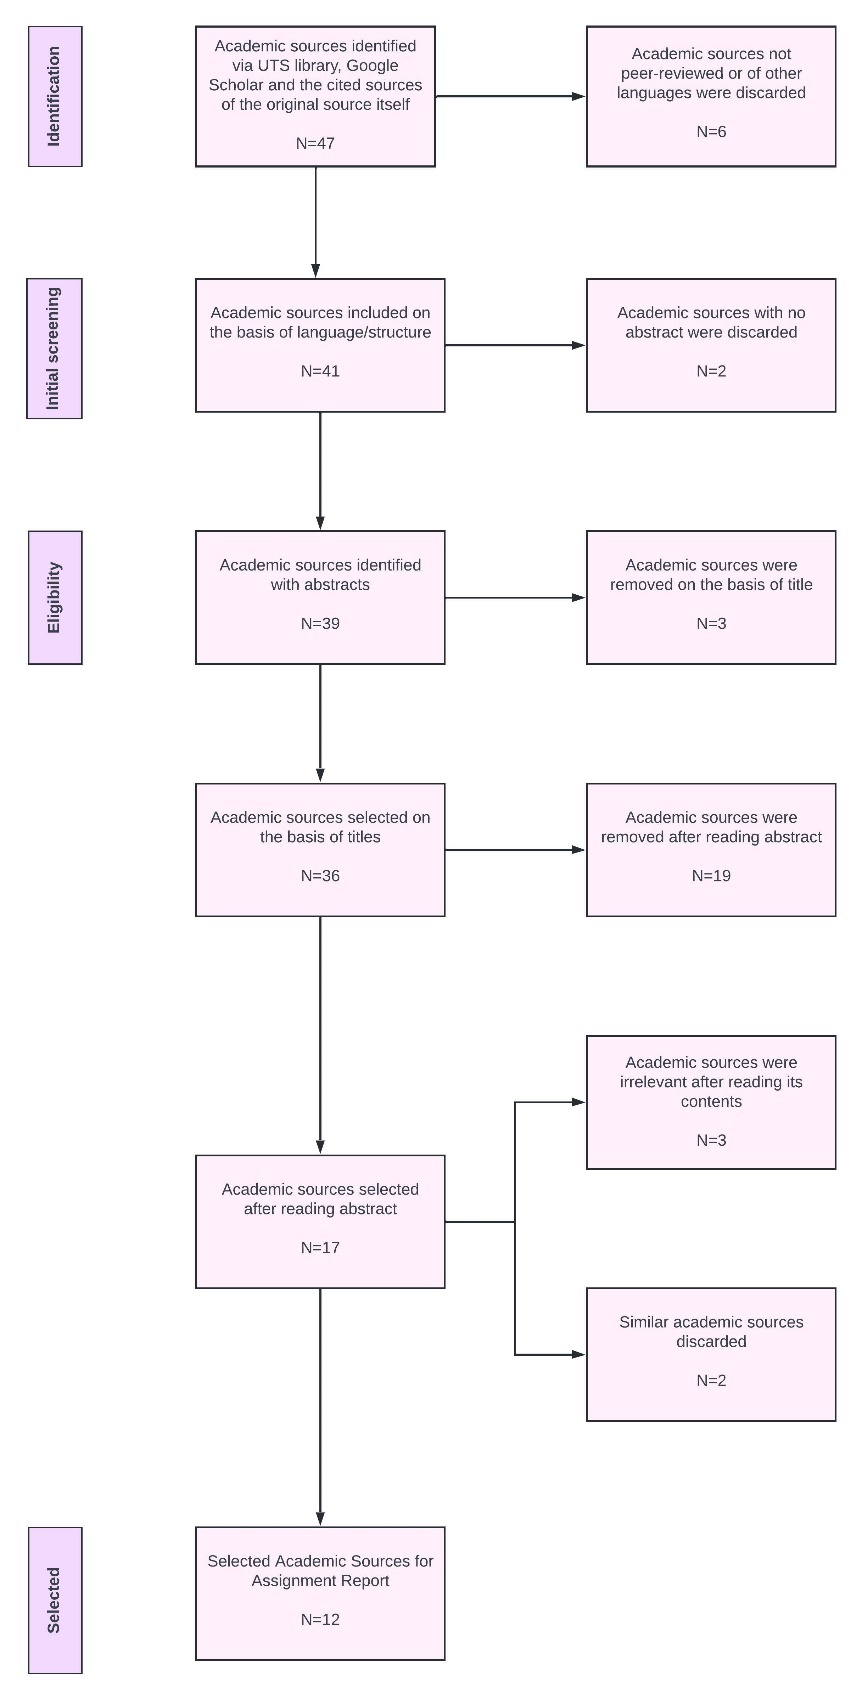 Identification
Academic sources identified
via UTS library, Google
Scholar and the cited sources
of the original source itself
N=47
Academic sources not
peer-reviewed or of other
languages were discarded
N=6
Initial screening
Academic sources included on
the basis of language/structure
N=41
Academic sources with no
abstract were discarded
N=2
Eligibility
Academic sources identified
with abstracts
N=39
Academic sources were
removed on the basis of title
N=3
Academic sources selected on
the basis of titles
N=36
Academic sources were
removed after reading abstract
N=19
Academic sources were
irrelevant after reading its
contents
N=3
Academic sources selected
after reading abstract
N=17
Similar academic sources
discarded
N=2
Selected
Selected Academic Sources for
Assignment Report
N=12